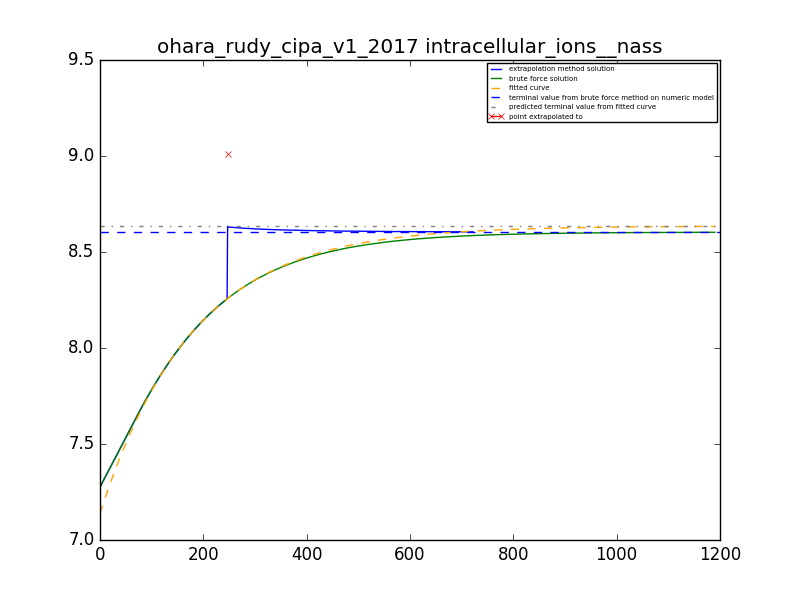 ohara_rudy_cipa_v1_2017 intracellular_ions__nass
9.5
9.0
8.5
8.0
7.5
7.0
0
200
400
600
800
1000
1200
extrapolation method solution
brute force solution
fitted curve
terminal value from brute force method on numeric model
predicted terminal value from fitted curve
point extrapolated to